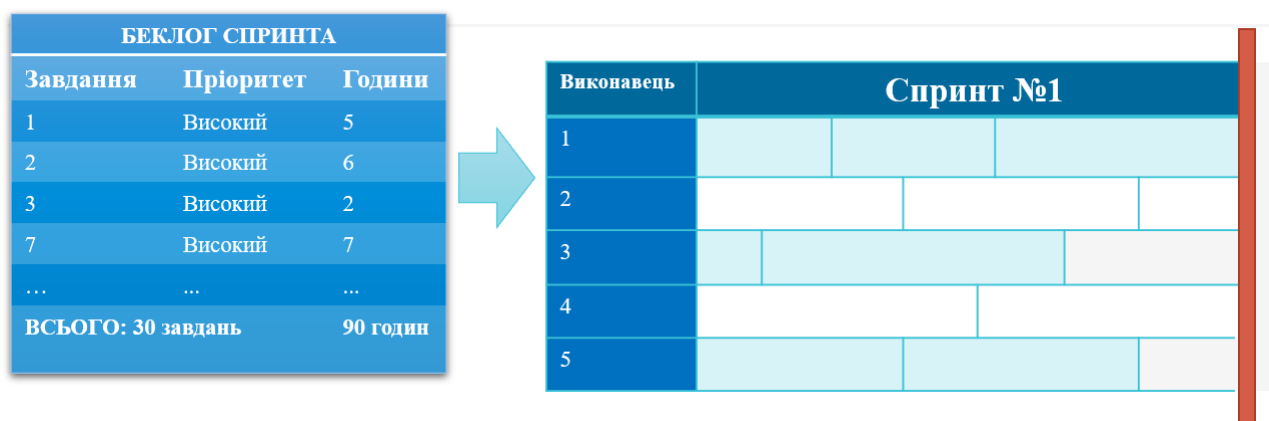 БЕКЛОГ СПРИНТА
Завдання Пріоритет Години
1 Високий 5
2 Високий 6
3 Високий 2
7 Високий 7
… ... ...
ВСЬОГО: 30 завдань 90 годин
Виконавець Спринт №1
1
2
3
4
5